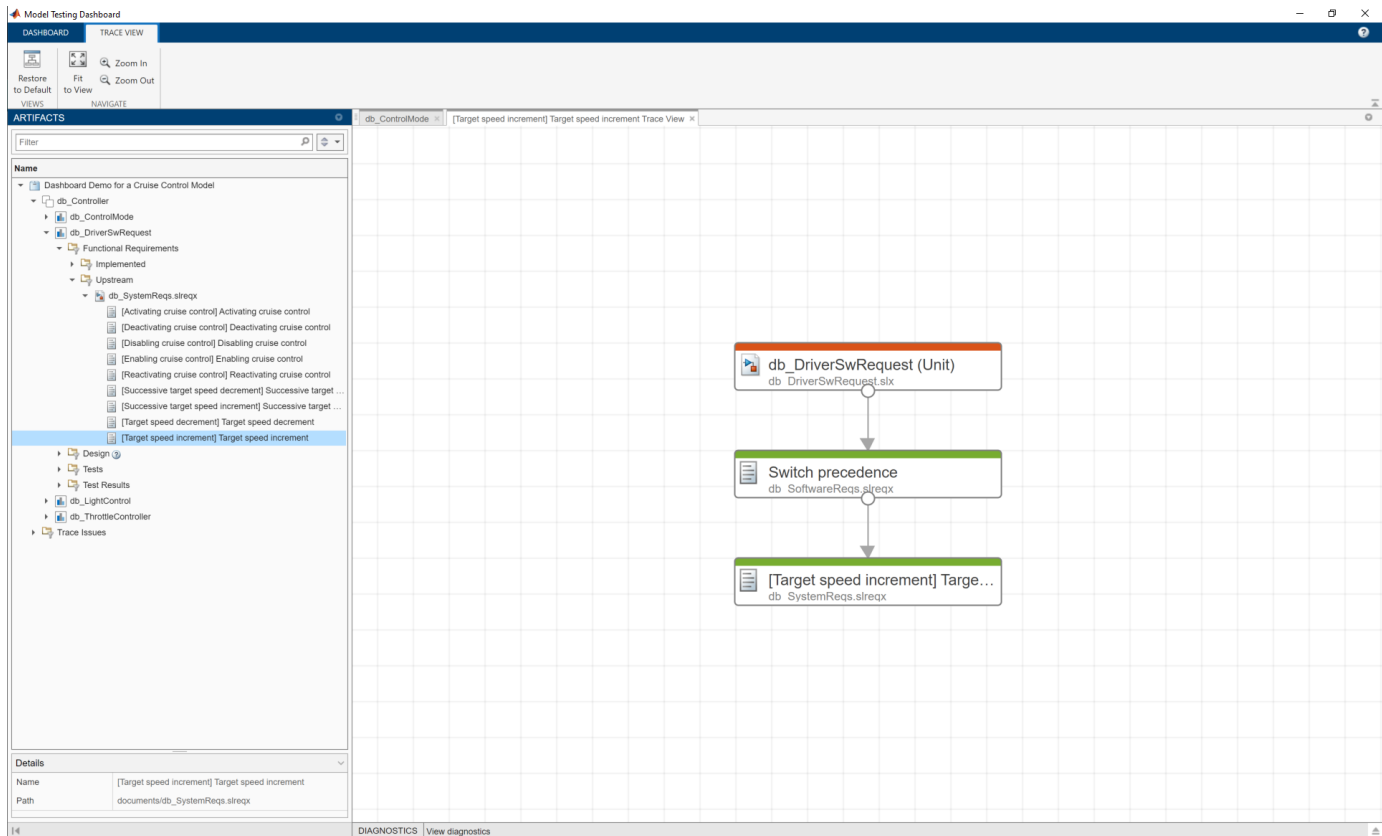 Model Testing Dashboard
DASHBOARD TRACE VIEW
Restore to Default
Fit to View
Zoom In
Zoom Out
VIEWS NAVIGATE
ARTIFACTS
Filter
Name
Dashboard Demo for a Cruise Control Model
db_Controller
db_ControlMode
db_DriverSwRequest
Functional Requirements
Implemented
Upstream
db_SystemReqs.slreqx
[Activating cruise control] Activating cruise control
[Deactivating cruise control] Deactivating cruise control
[Disabling cruise control] Disabling cruise control
[Enabling cruise control] Enabling cruise control
[Reactivating cruise control] Reactivating cruise control
[Successive target speed decrement] Successive target ...
[Successive target speed increment] Successive target ...
[Target speed decrement] Target speed decrement
[Target speed increment] Target speed increment
Design
Tests
Test Results
db_LightControl
db_ThrottleController
Trace Issues
Details
Name [Target speed increment] Target speed increment
Path documents/db_SystemReqs.slreqx
db_ControlMode [Target speed increment] Target speed increment Trace View
db_DriverSwRequest (Unit)
db_DriverSwRequest.slx
Switch precedence
db_SoftwareReqs.slreqx
[Target speed increment] Targe...
db_SystemReqs.slreqx
DIAGNOSTICS View diagnostics